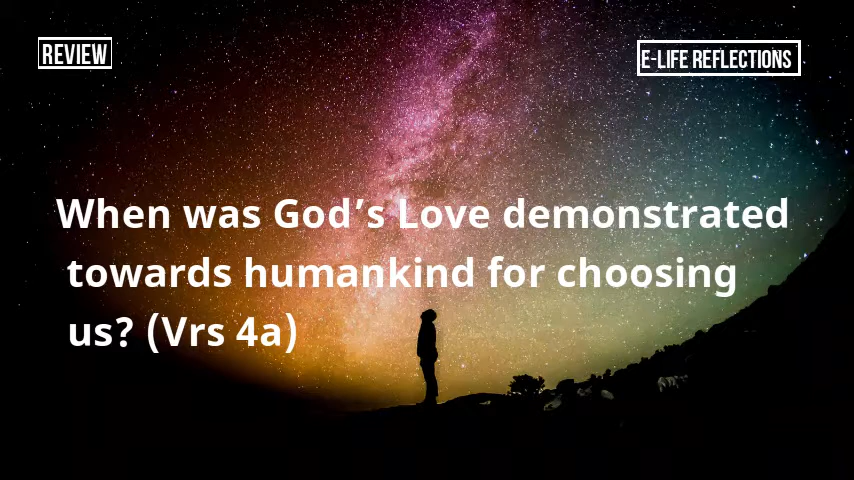 REVIEW
E-LIFE REFLECTIONS
When was God’s Love demonstrated
towards humankind for choosing
us? (Vrs 4a)